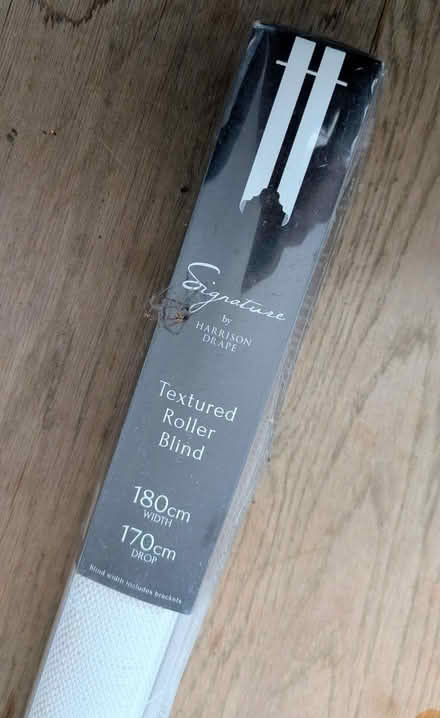 Signature
by
HARRISON
DRAPE
Textured
Roller
Blind
180cm
WIDTH
170cm
DROP
Blind width includes brackets